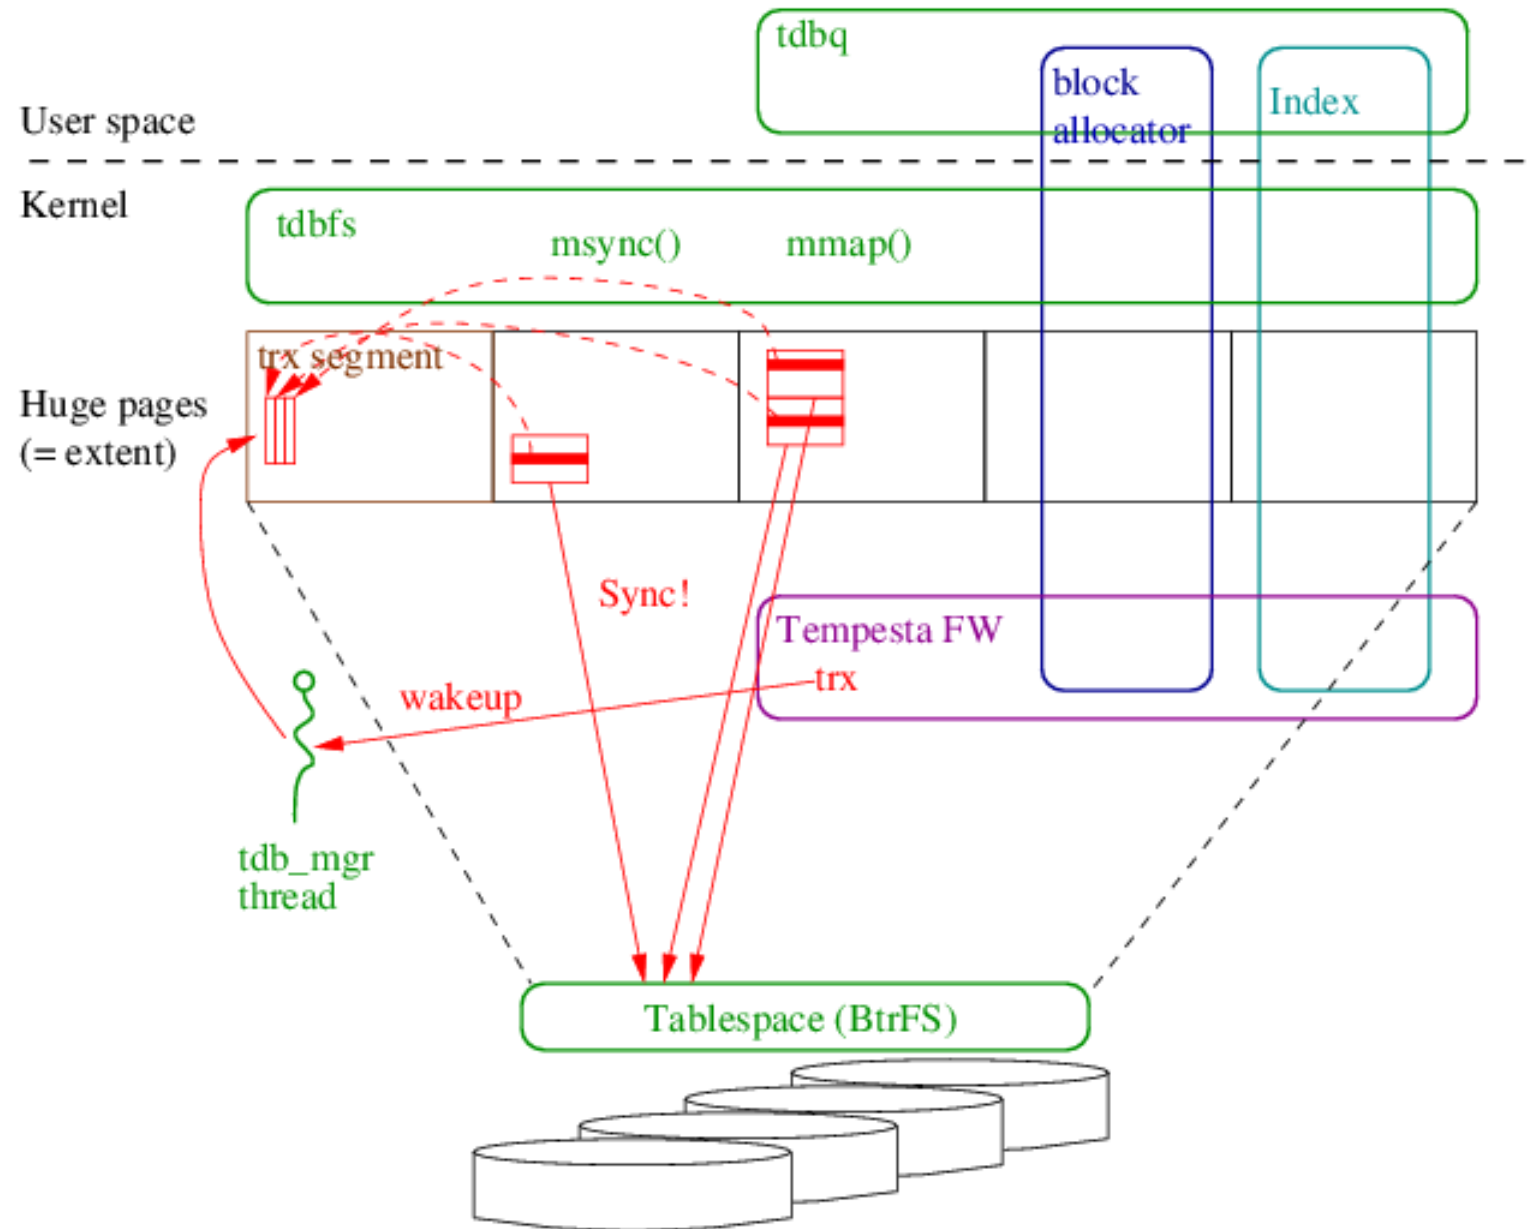 tdbq
block
allocator
Index
User space
Kernel
tdbfs
msync()
mmap()
trx segment
Huge pages
(= extent)
Sync!
Tempesta FW
trx
wakeup
tdb_mgr
thread
Tablespace (BtrFS)